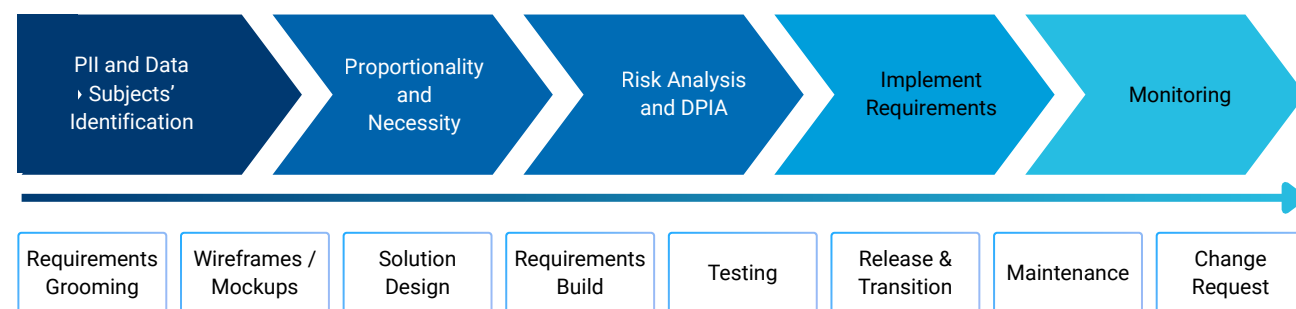 PII and Data
Subjects’
Identification
Proportionality
and
Necessity
Risk Analysis
and DPIA
Implement
Requirements
Monitoring
Requirements
Grooming
Wireframes /
Mockups
Solution
Design
Requirements
Build
Testing
Release &
Transition
Maintenance
Change
Request